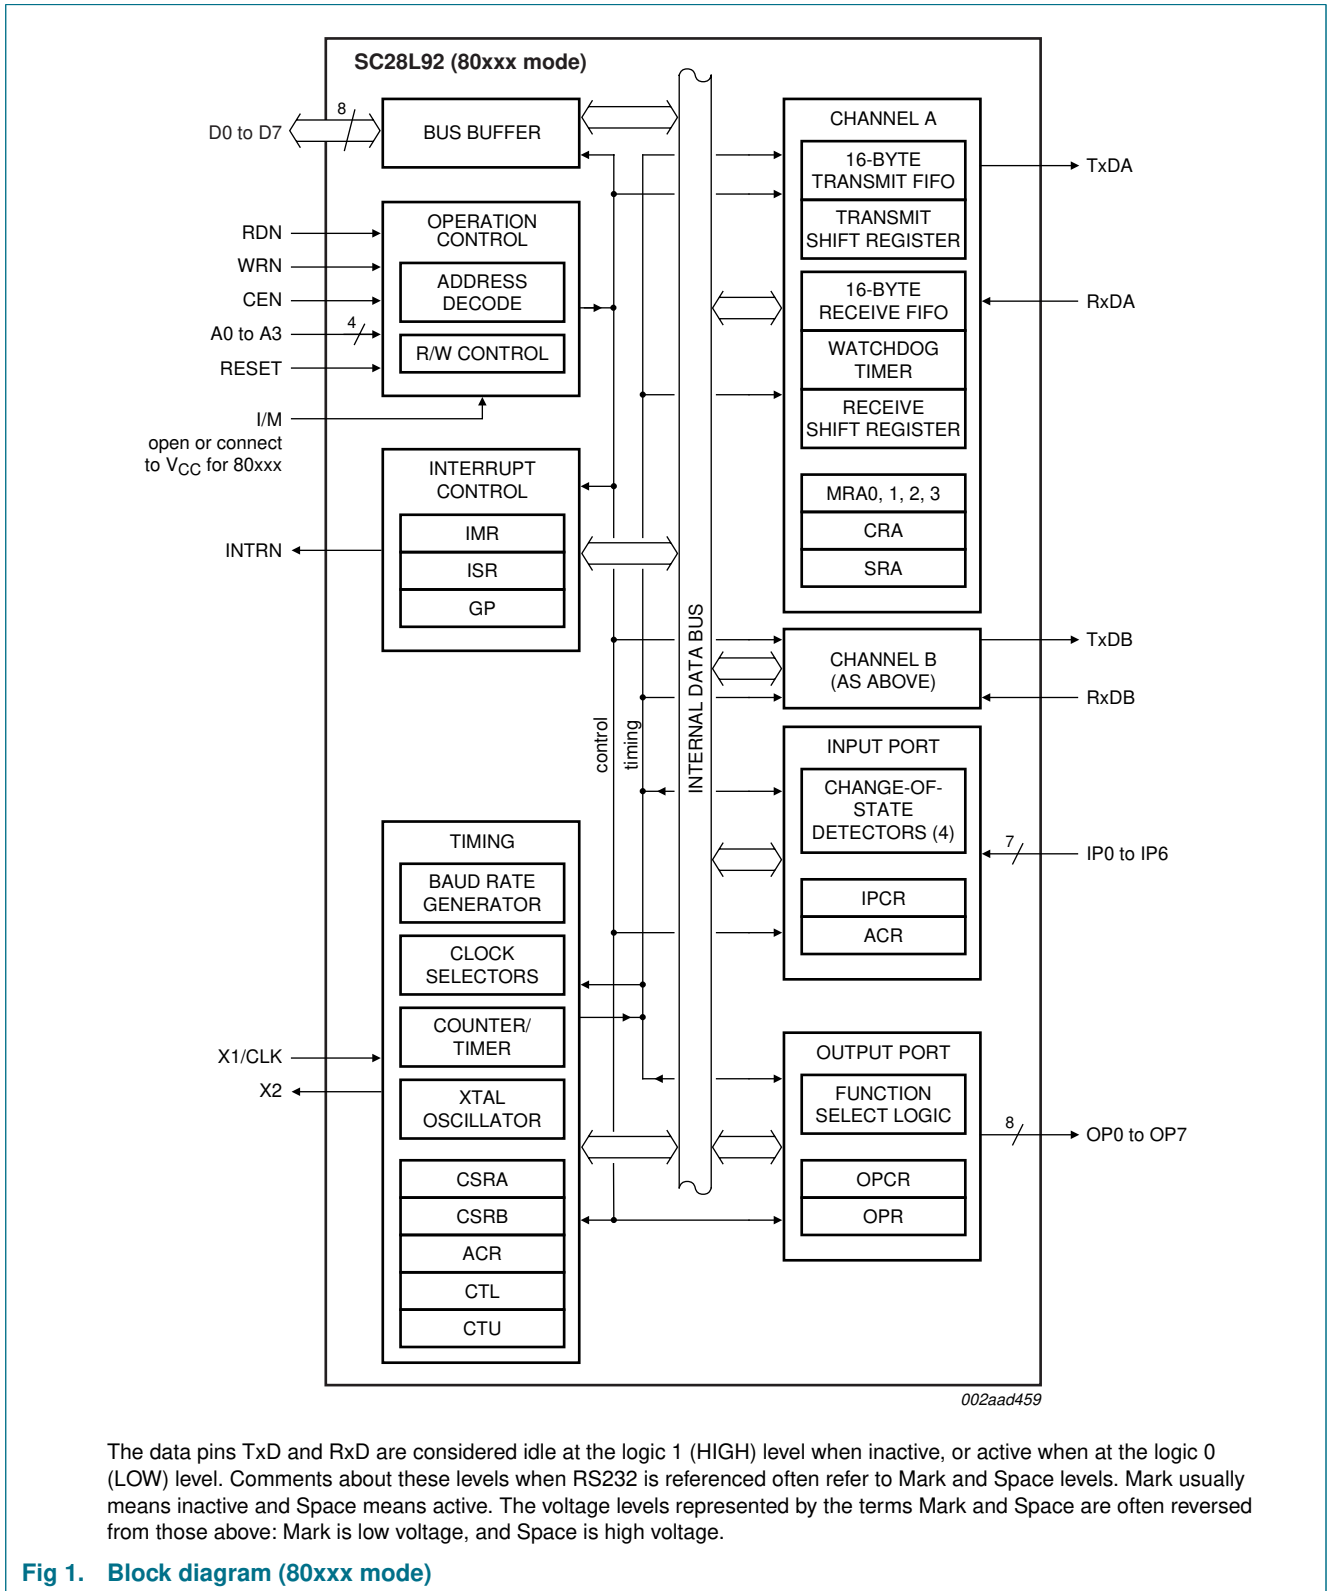 SC28L92 (80xxx mode)
D0 to D7
8
BUS BUFFER
RDN
WRN
CEN
A0 to A3
4
RESET
OPERATION
CONTROL
ADDRESS
DECODE
R/W CONTROL
I/M
open or connect
to VCC for 80xxx
INTERRUPT
CONTROL
IMR
ISR
GP
INTRN
control
timing
INTERNAL DATA BUS
TIMING
BAUD RATE
GENERATOR
CLOCK
SELECTORS
COUNTER/
TIMER
XTAL
OSCILLATOR
CSRA
CSRB
ACR
CTL
CTU
X1/CLK
X2
CHANNEL A
16-BYTE
TRANSMIT FIFO
TRANSMIT
SHIFT REGISTER
16-BYTE
RECEIVE FIFO
WATCHDOG
TIMER
RECEIVE
SHIFT REGISTER
MRA0, 1, 2, 3
CRA
SRA
TxDA
RxDA
CHANNEL B
(AS ABOVE)
TxDB
RxDB
INPUT PORT
CHANGE-OF-
STATE
DETECTORS (4)
IPCR
ACR
7
IP0 to IP6
OUTPUT PORT
FUNCTION
SELECT LOGIC
OPCR
OPR
8
OP0 to OP7
002aad459
The data pins TxD and RxD are considered idle at the logic 1 (HIGH) level when inactive, or active when at the logic 0
(LOW) level. Comments about these levels when RS232 is referenced often refer to Mark and Space levels. Mark usually
means inactive and Space means active. The voltage levels represented by the terms Mark and Space are often reversed
from those above: Mark is low voltage, and Space is high voltage.
Fig 1. Block diagram (80xxx mode)